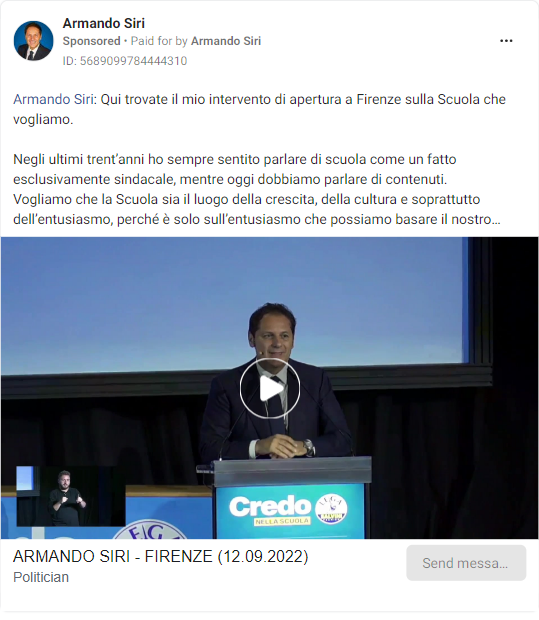 Armando Siri
Sponsored • Paid for by Armando Siri
ID: 5689099784444310
Armando Siri: Qui trovate il mio intervento di apertura a Firenze sulla Scuola che
vogliamo.
Negli ultimi trent’anni ho sempre sentito parlare di scuola come un fatto
esclusivamente sindacale, mentre oggi dobbiamo parlare di contenuti.
Vogliamo che la Scuola sia il luogo della crescita, della cultura e soprattutto
dell’entusiasmo, perché è solo sull’entusiasmo che possiamo basare il nostro…
Credo
NELLA SCUOLA
LEGA
SALVINI
EGA
ARMANDO SIRI - FIRENZE (12.09.2022)
Politician
Send messa…